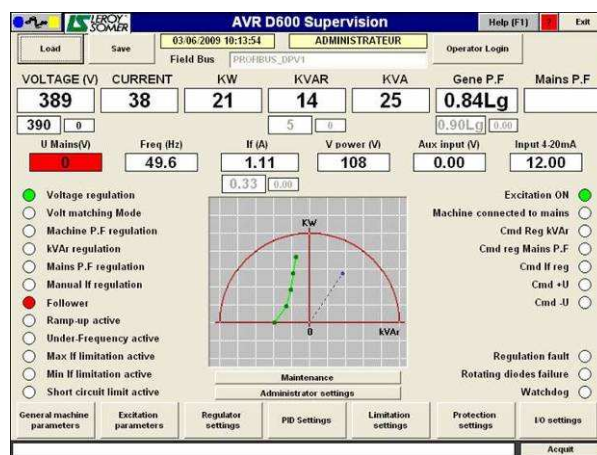 LEROY SOMER AVR D600 Supervision Help (F1) ? Exit
Load Save 03/06/2009 10:13:54 ADMINISTRATEUR Operator Login
Field Bus PROFIBUS_DPV1
VOLTAGE (V) CURRENT KW KVAR KVA Gene P.F Mains P.F
389 38 21 14 25 0.84Lg
390 0 5 0 0.90Lg 0.00
U Mains(V) Freq (Hz) If (A) V power (V) Aux input (V) Input 4-20mA
0 49.6 1.11 108 0.00 12.00
0.33 0.00
Voltage regulation Excitation ON
Volt matching Mode Machine connected to mains
Machine P.F regulation Cmd Reg kVAr
kVAr regulation Cmd reg Mains P.F
Mains P.F regulation Cmd If reg
Manual If regulation Cmd +U
Follower Cmd -U
Ramp-up active
Under-Frequency active
Max If limitation active Regulation fault
Min If limitation active Rotating diodes failure
Short circuit limit active Watchdog
KW
0 kVAr
Maintenance
Administrator settings
General machine parameters Excitation parameters Regulator settings PID Settings Limitation settings Protection settings I/O settings
Acquit